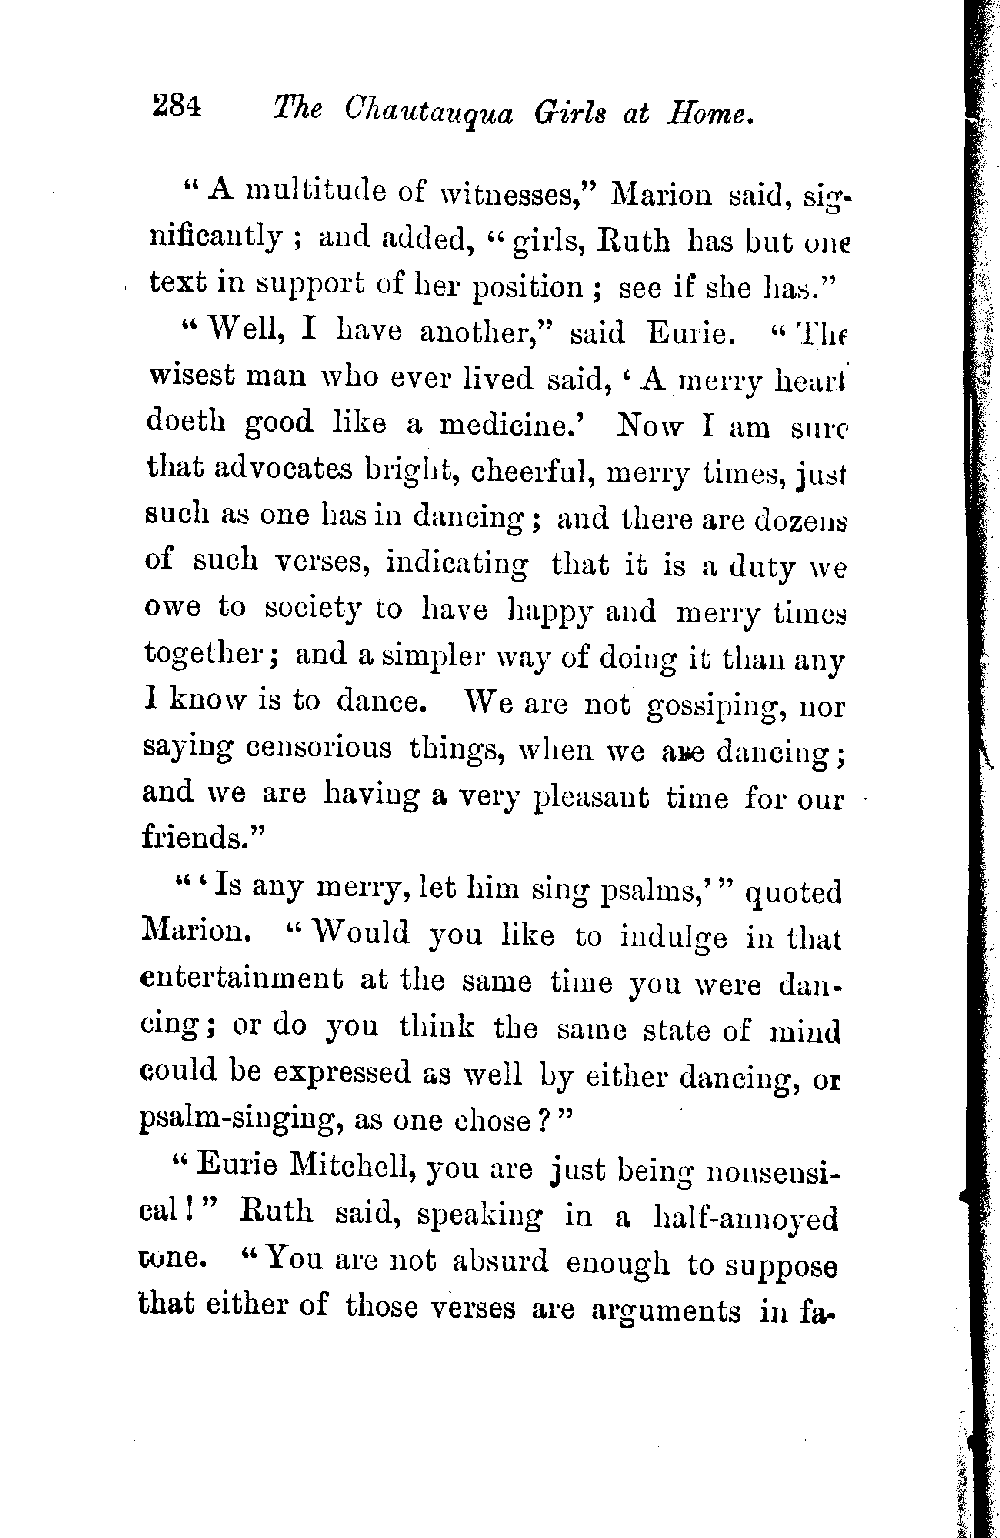 284 The Chautauqua Girls at Home.
“ A multitude of witnesses,” Marion said, sig-
nificantly ; and added, “ girls, Ruth has but one
text in support of her position ; see if she has.”
“ Well, I have another,” said Eurie. “ The
wisest man who ever lived said, ‘ A merry heart
doeth good like a medicine.’ Now I am sure
that advocates bright, cheerful, merry times, just
such as one has in dancing ; and there are dozens
of such verses, indicating that it is a duty we
owe to society to have happy and merry times
together ; and a simpler way of doing it than any
I know is to dance. We are not gossiping, nor
saying censorious things, when we are dancing ;
and we are having a very pleasant time for our
friends.”
“ ‘ Is any merry, let him sing psalms,’ ” quoted
Marion. “ Would you like to indulge in that
entertainment at the same time you were dan-
cing ; or do you think the same state of mind
could be expressed as well by either dancing, or
psalm-singing, as one chose ? ”
“ Eurie Mitchell, you are just being nonsensi-
cal ! ” Ruth said, speaking in a half-annoyed
tone. “ You are not absurd enough to suppose
that either of those verses are arguments in fa-